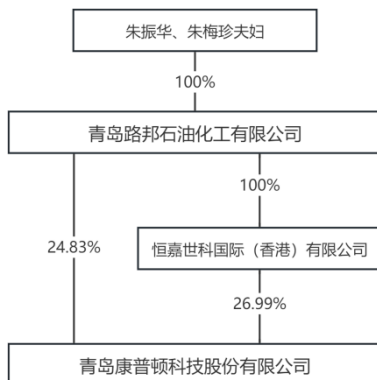 朱振华、朱梅珍夫妇
100%
青岛路邦石油化工有限公司
100%
24.83%
恒嘉世科国际（香港）有限公司
26.99%
青岛康普顿科技股份有限公司